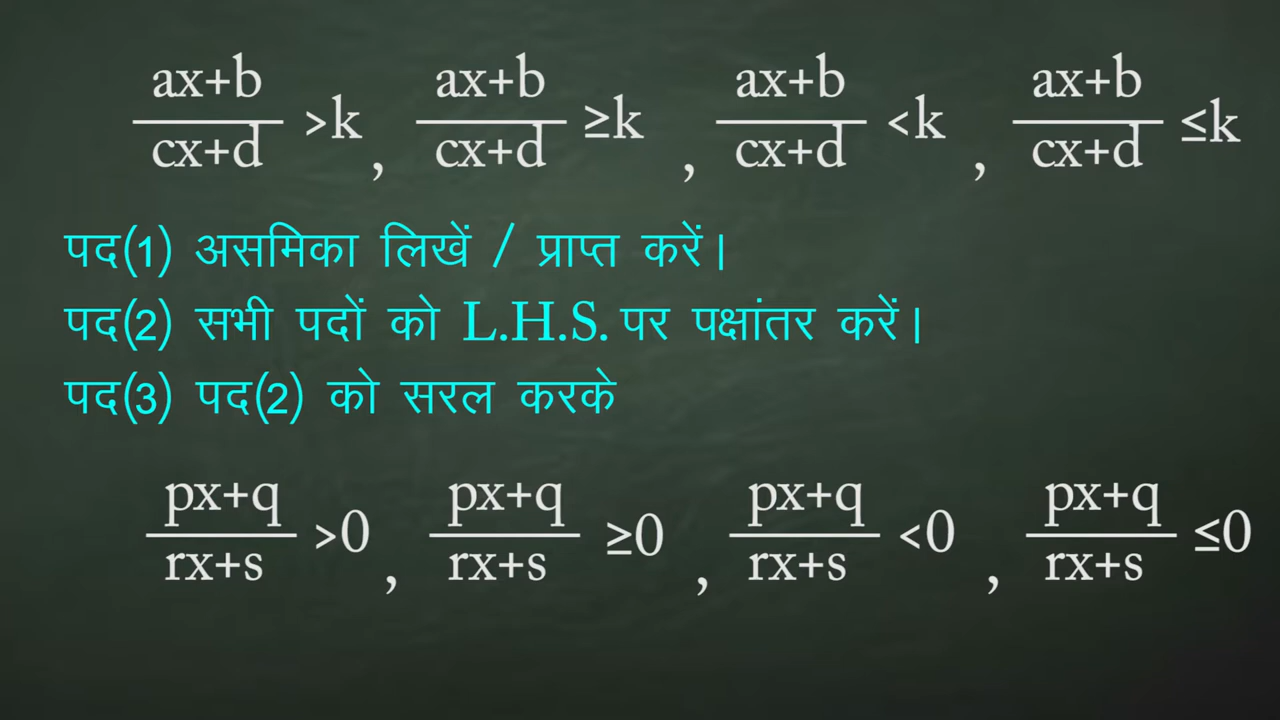 ax+b/cx+d >k , ax+b/cx+d ≥k , ax+b/cx+d <k , ax+b/cx+d ≤k
पद(1) असमिका लिखें / प्राप्त करें।
पद(2) सभी पदों को L.H.S. पर पक्षांतर करें।
पद(3) पद(2) को सरल करके
px+q/rx+s >0 , px+q/rx+s ≥0 , px+q/rx+s <0 , px+q/rx+s ≤0